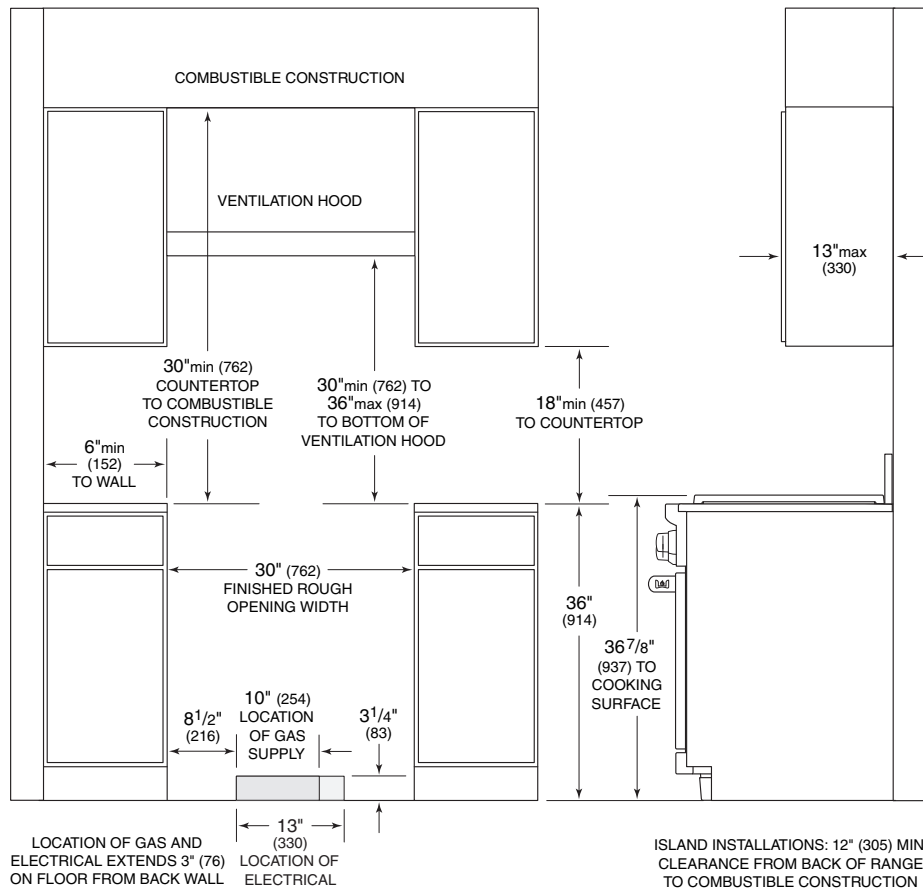 COMBUSTIBLE CONSTRUCTION
VENTILATION HOOD
13"max
(330)
30"min (762)
COUNTERTOP
TO COMBUSTIBLE
CONSTRUCTION
30"min (762) TO
36"max (914)
TO BOTTOM OF
VENTILATION HOOD
18"min (457)
TO COUNTERTOP
6"min
(152)
TO WALL
30" (762)
FINISHED ROUGH
OPENING WIDTH
36"
(914)
36 7/8"
(937) TO
COOKING
SURFACE
10" (254)
LOCATION
OF GAS
SUPPLY
8 1/2"
(216)
3 1/4"
(83)
13"
(330)
LOCATION OF
ELECTRICAL
LOCATION OF GAS AND
ELECTRICAL EXTENDS 3" (76)
ON FLOOR FROM BACK WALL
ISLAND INSTALLATIONS: 12" (305) MIN
CLEARANCE FROM BACK OF RANGE
TO COMBUSTIBLE CONSTRUCTION